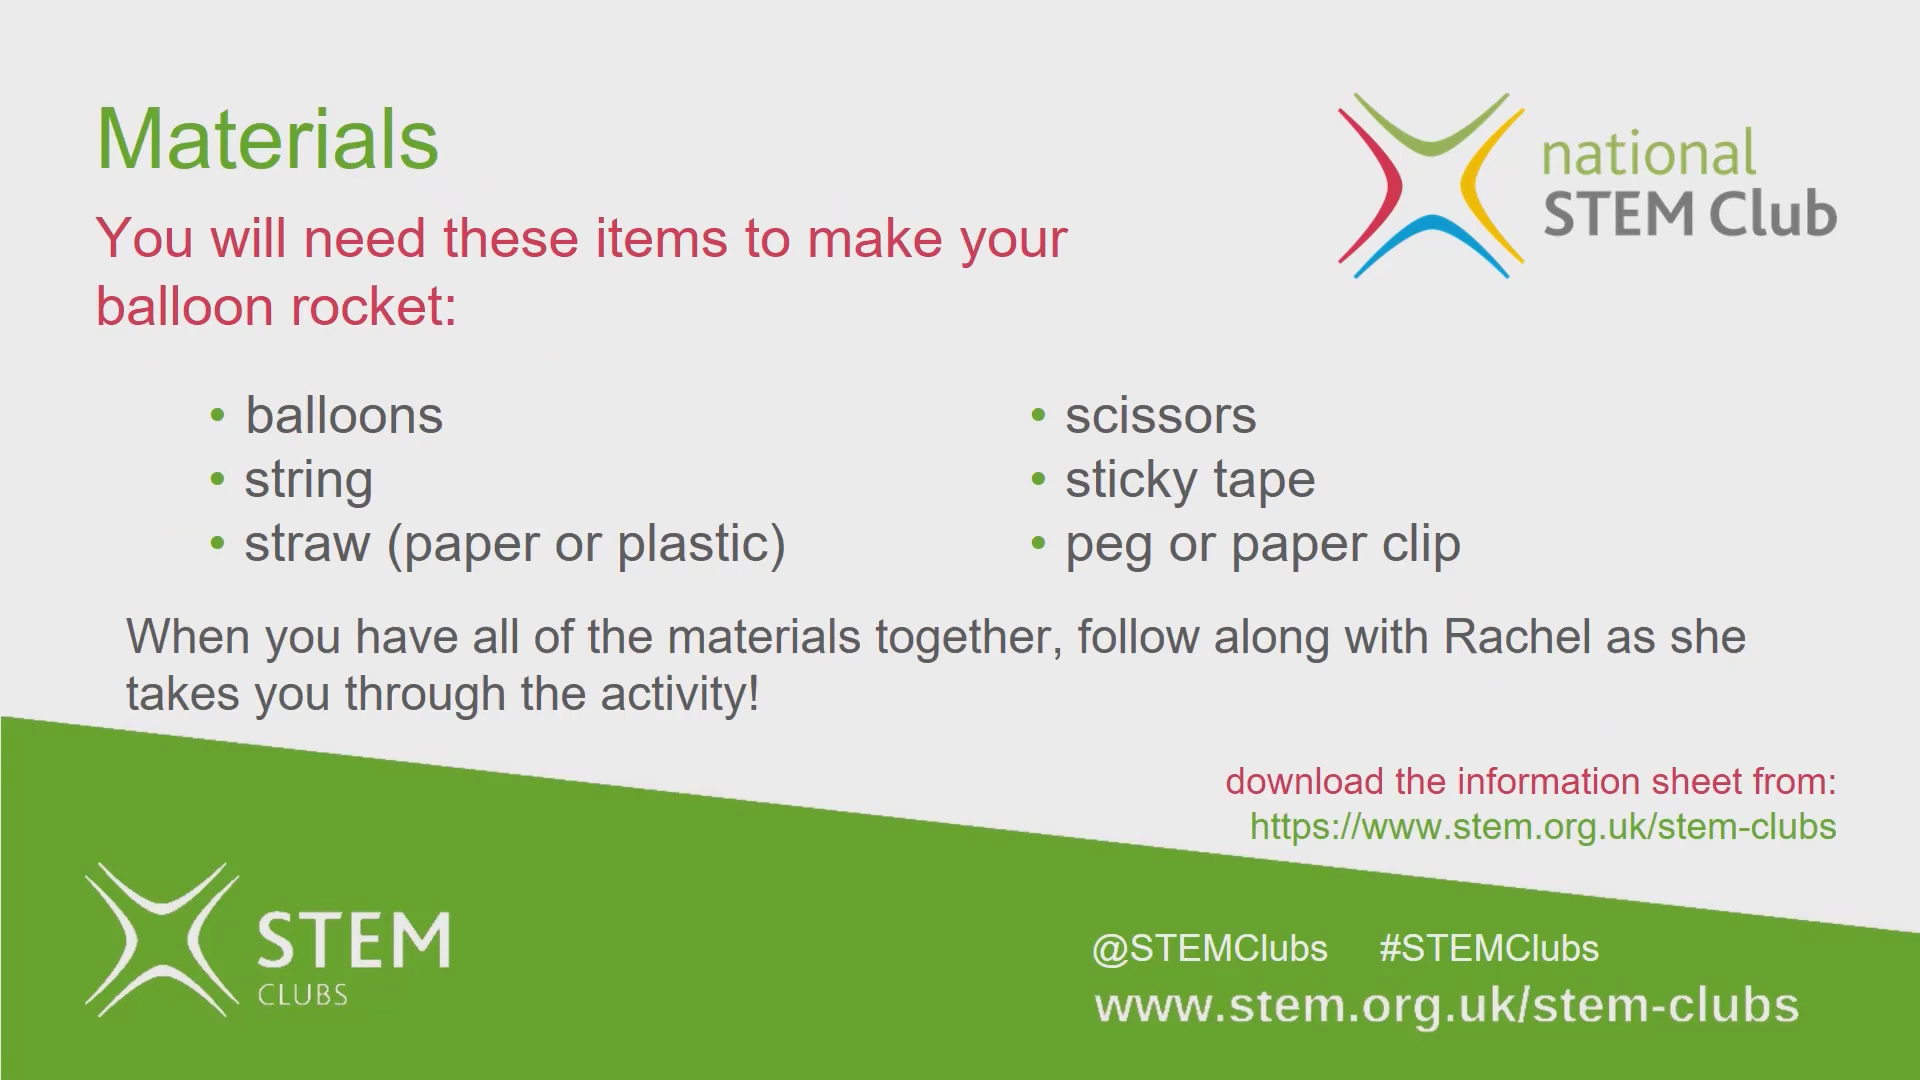 Materials
national
STEM Club
You will need these items to make your
balloon rocket:
• balloons
• string
• straw (paper or plastic)
• scissors
• sticky tape
• peg or paper clip
When you have all of the materials together, follow along with Rachel as she
takes you through the activity!
download the information sheet from:
https://www.stem.org.uk/stem-clubs
STEM
CLUBS
@STEMClubs #STEMClubs
www.stem.org.uk/stem-clubs